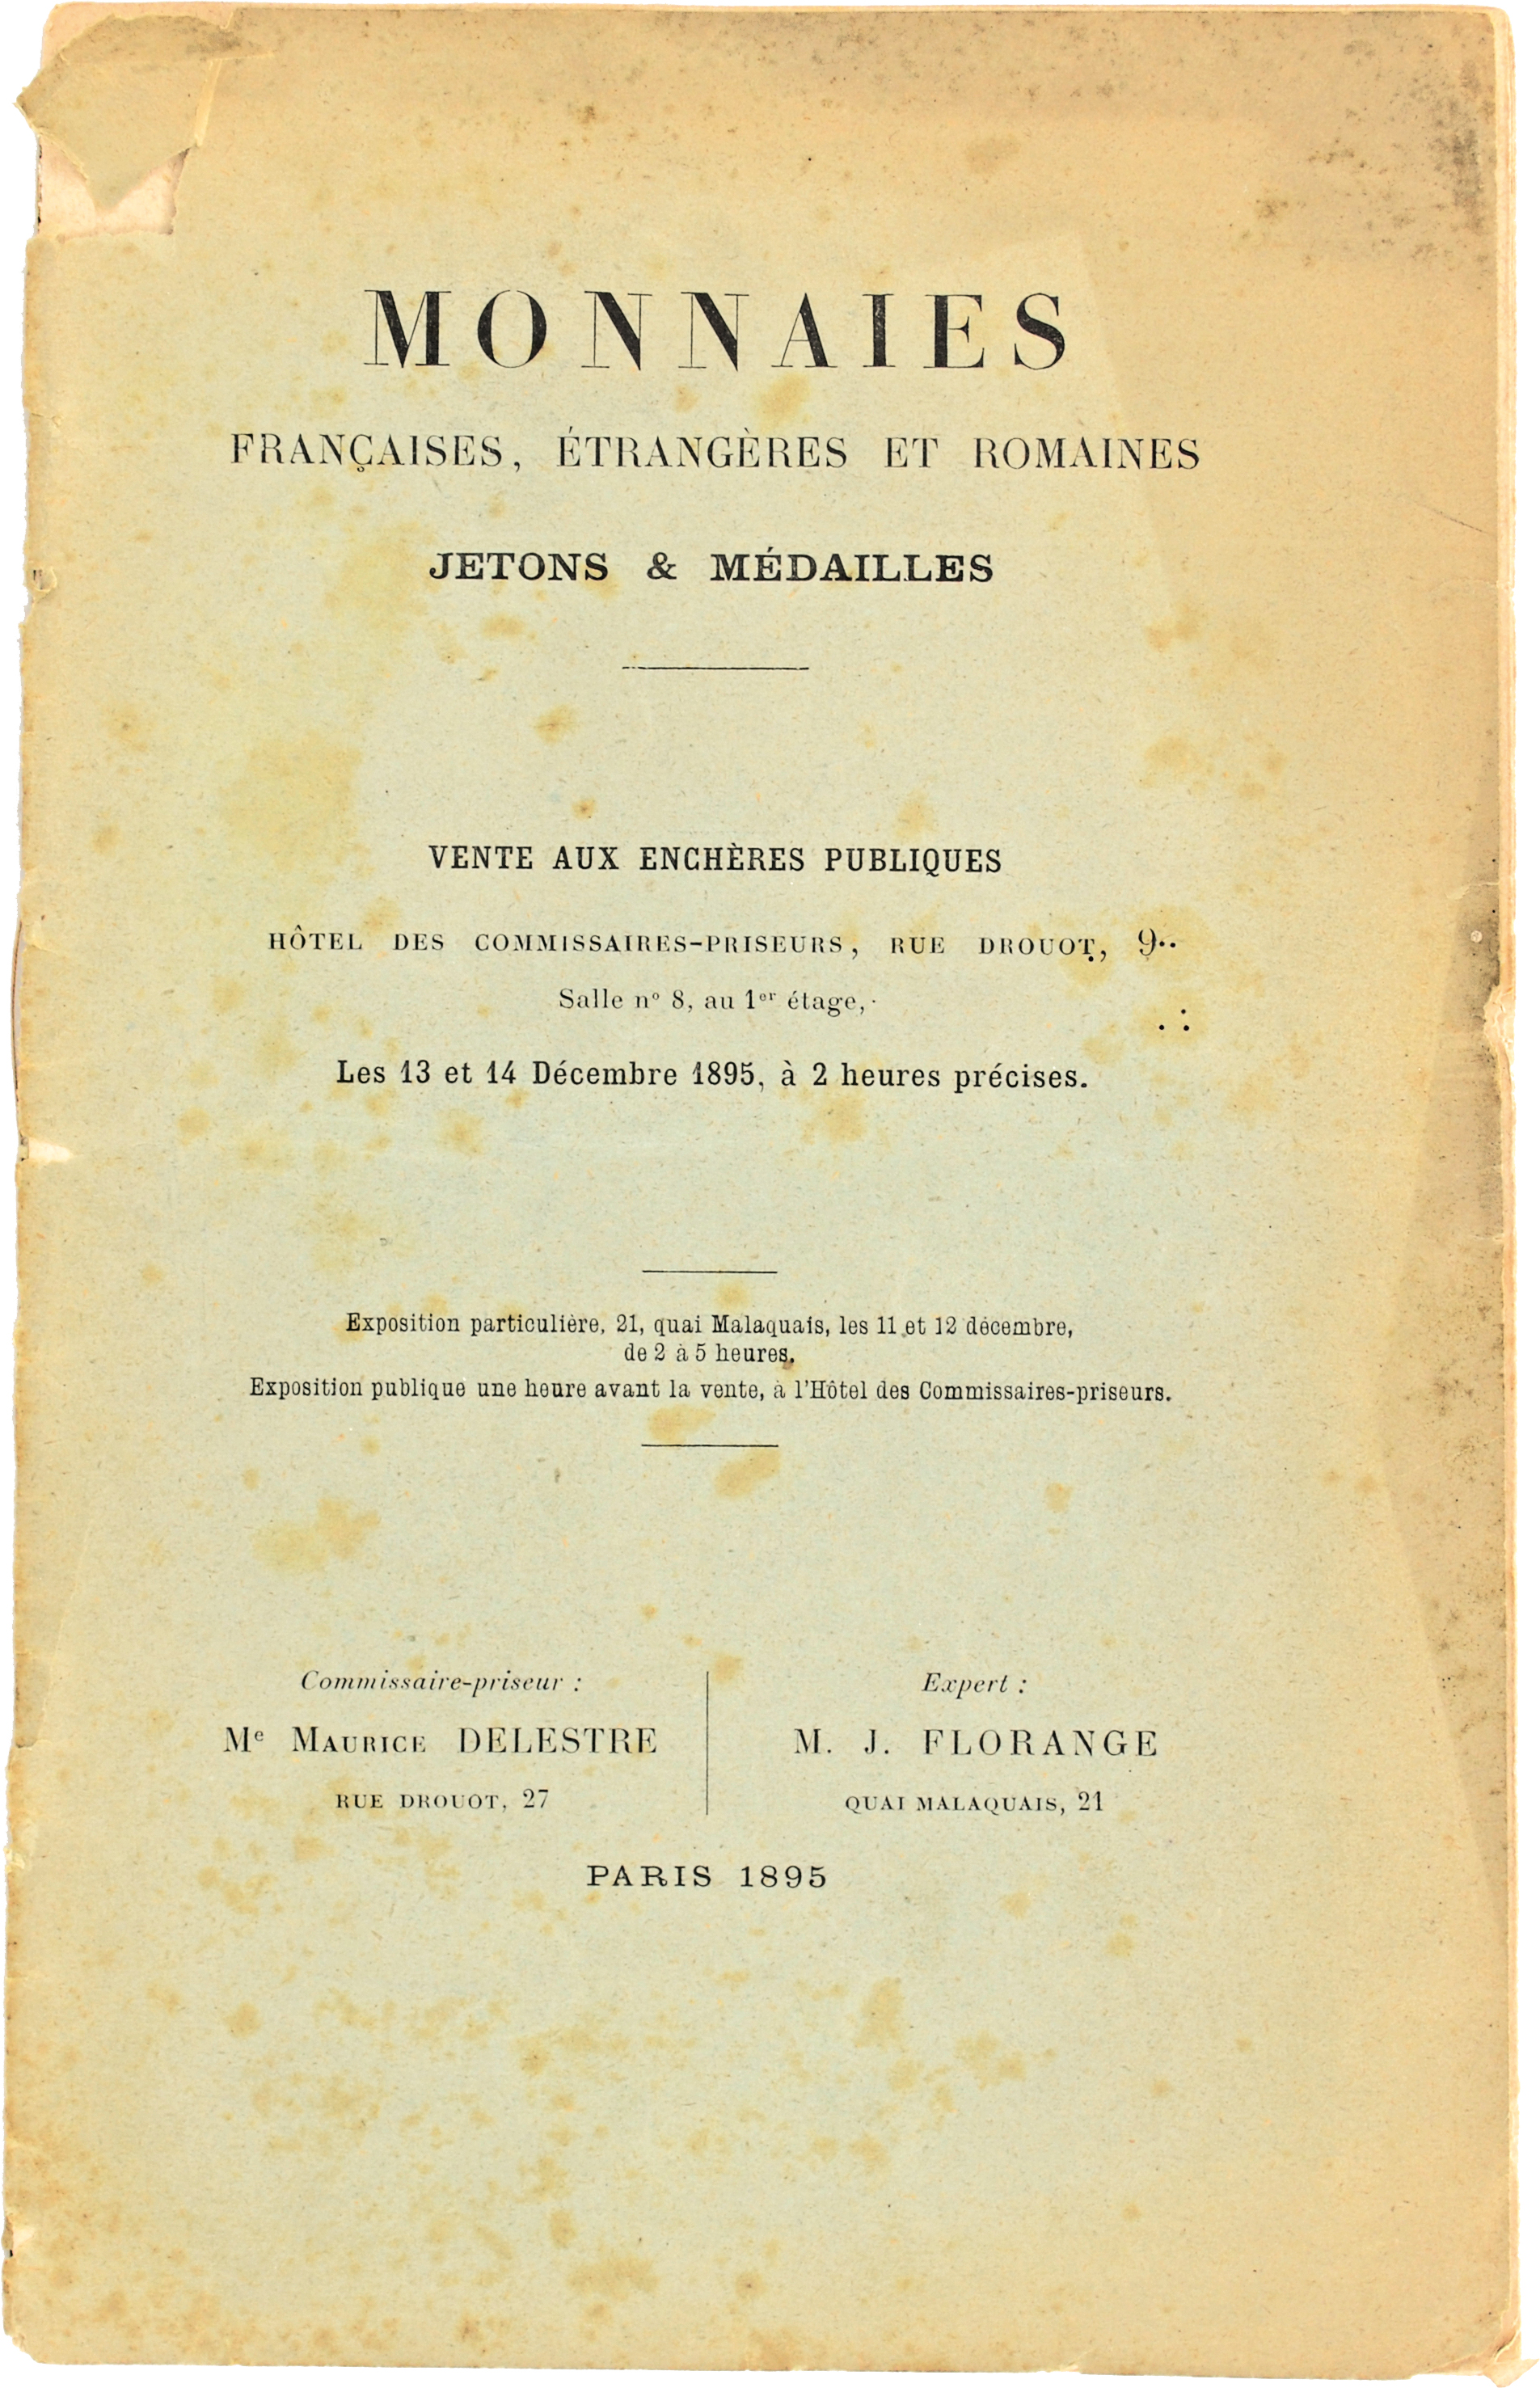 MONNAIES
FRANÇAISES, ÉTRANGÈRES ET ROMAINES
JETONS & MÉDAILLES
VENTE AUX ENCHÈRES PUBLIQUES
HÔTEL DES COMMISSAIRES-PRISEURS, RUE DROUOT, 9
Salle nº 8, au 1er étage,
Les 13 et 14 Décembre 1895, à 2 heures précises.
Exposition particulière, 21, quai Malaquais, les 11 et 12 décembre,
de 2 à 5 heures.
Exposition publique une heure avant la vente, à l'Hôtel des Commissaires-priseurs.
Commissaire-priseur :
Me MAURICE DELESTRE
RUE DROUOT, 27
Expert :
M. J. FLORANGE
QUAI MALAQUAIS, 21
PARIS 1895